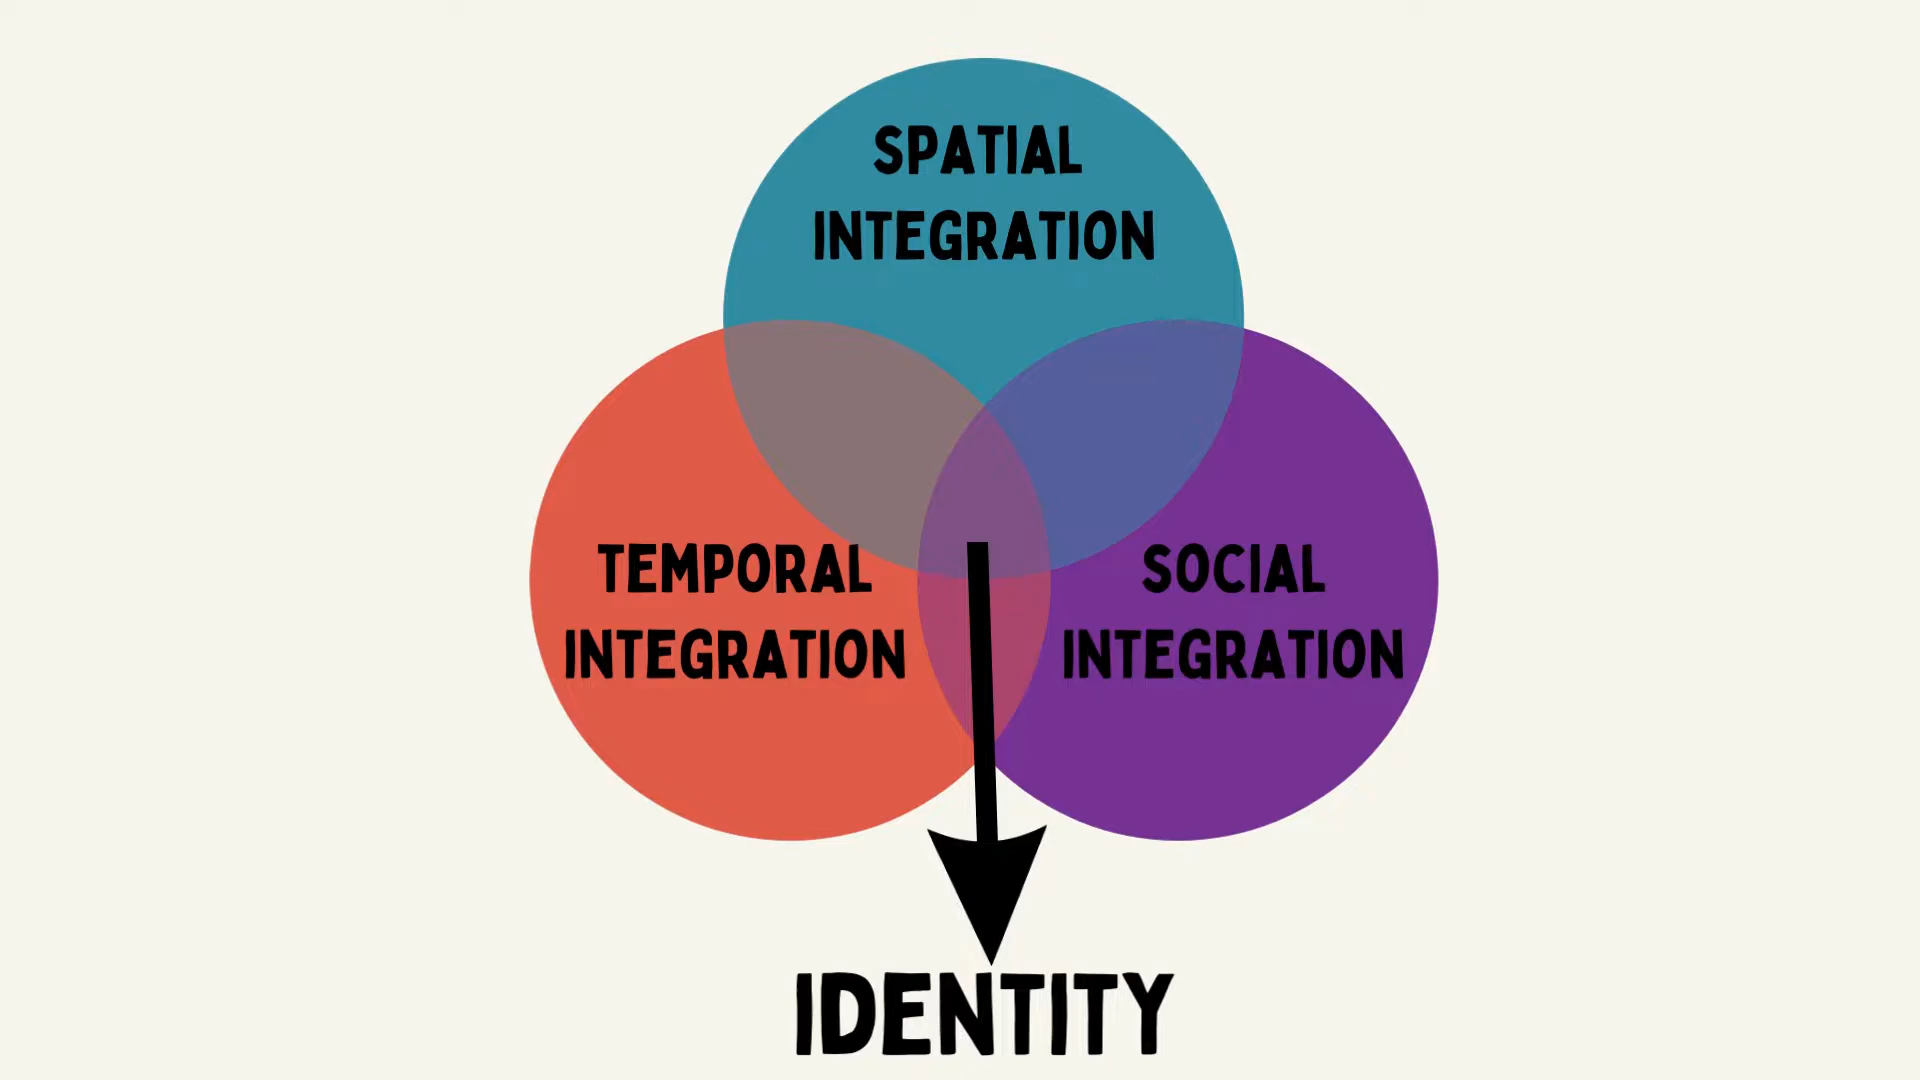 SPATIAL
INTEGRATION
TEMPORAL
INTEGRATION
SOCIAL
INTEGRATION
IDENTITY